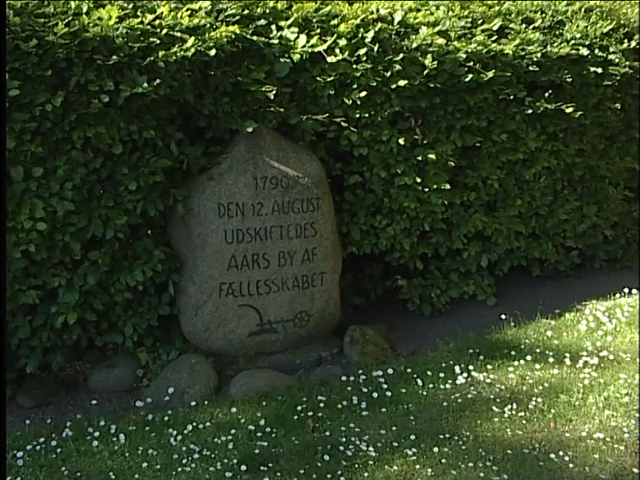 1790
DEN 12. AUGUST
UDSKIFTEDES
AARS BY AF
FÆLLESSKABET